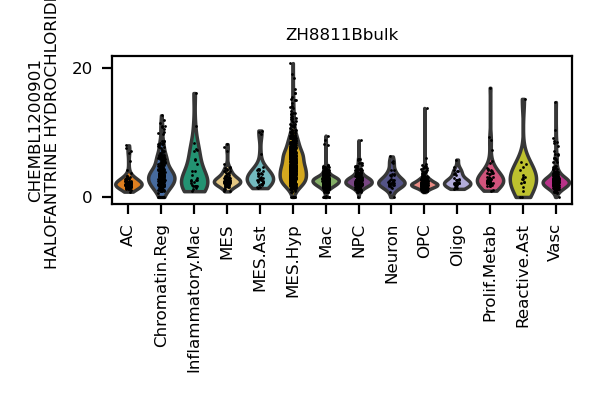 ZH8811Bbulk
CHEMBL1200901
HALOFANTRINE HYDROCHLORIDE
20
0
AC
Chromatin.Reg
Inflammatory.Mac
MES
MES.Ast
MES.Hyp
Mac
NPC
Neuron
OPC
Oligo
Prolif.Metab
Reactive.Ast
Vasc